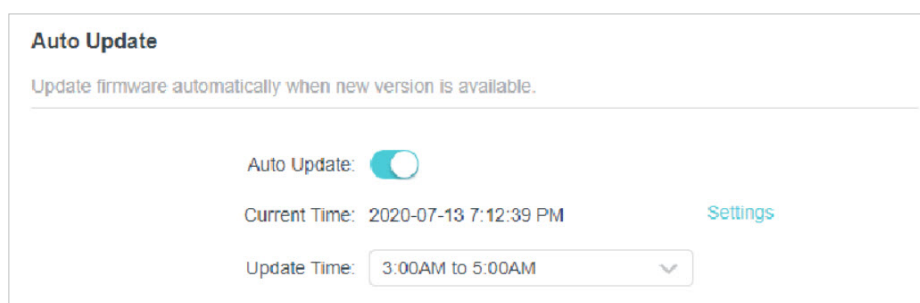 Auto Update
Update firmware automatically when new version is available.
Auto Update:
Current Time: 2020-07-13 7:12:39 PM Settings
Update Time: 3:00AM to 5:00AM